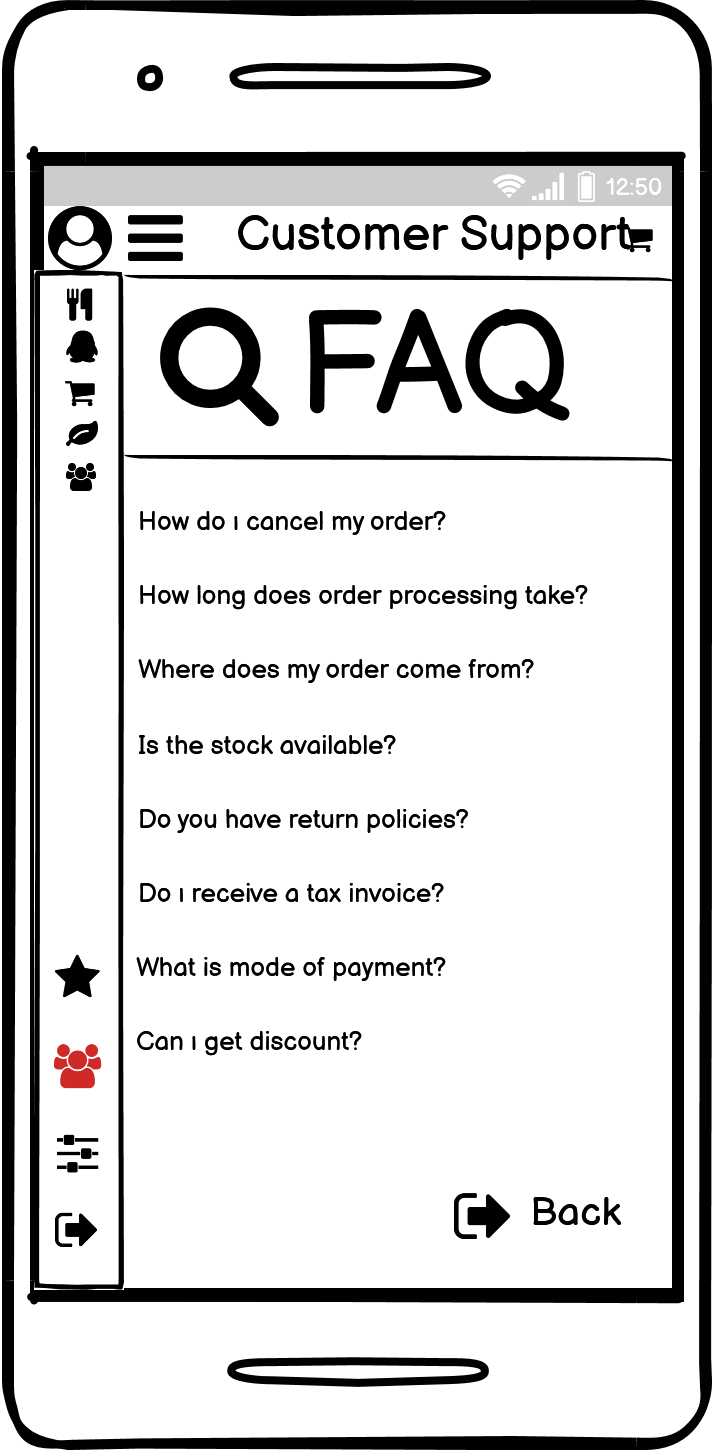 12:50
Customer Support
FAQ
How do i cancel my order?
How long does order processing take?
Where does my order come from?
Is the stock available?
Do you have return policies?
Do i receive a tax invoice?
What is mode of payment?
Can i get discount?
Back